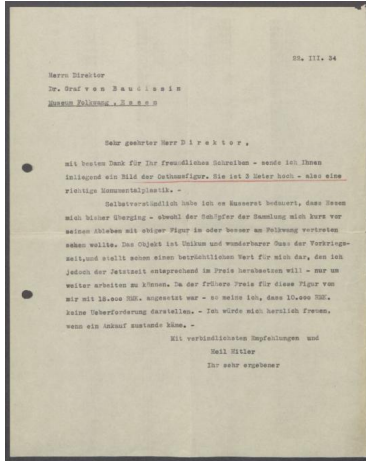 22. III. 34
Herrn Direktor
Dr. Graf von Baudissin
Museum Folkwang , Essen
Sehr geehrter Herr Direktor,
mit besten Dank für Ihr freundliches Schreiben - sende ich Ihnen
inliegend ein Bild der Osthausfigur. Sie ist 3 Meter hoch - also eine
richtige Monumentalplastik. -
Selbstverständlich habe ich es äusserst bedauert, dass Essen
mich bisher überging - obwohl der Schöpfer der Sammlung mich kurz vor
seinem Ableben mit obiger Figur im oder besser am Folkwang vertreten
sehen wollte. Das Objekt ist Unikum und wunderbarer Guss der Vorkriegs-
zeit, und stellt schon einen beträchtlichen Wert für mich dar, den ich
jedoch der Jetztzeit entsprechend im Preise herabsetzen will - nur um
weiter arbeiten zu können. Da der frühere Preis für diese Figur von
mir mit 18.000 RMK. angesetzt war - so meine ich, dass 10.000 RMK.
keine Ueberforderung darstellen. - Ich würde mich herzlich freuen,
wenn ein Ankauf zustande käme. -
Mit verbindlichsten Empfehlungen und
Heil Hitler
Ihr sehr ergebener